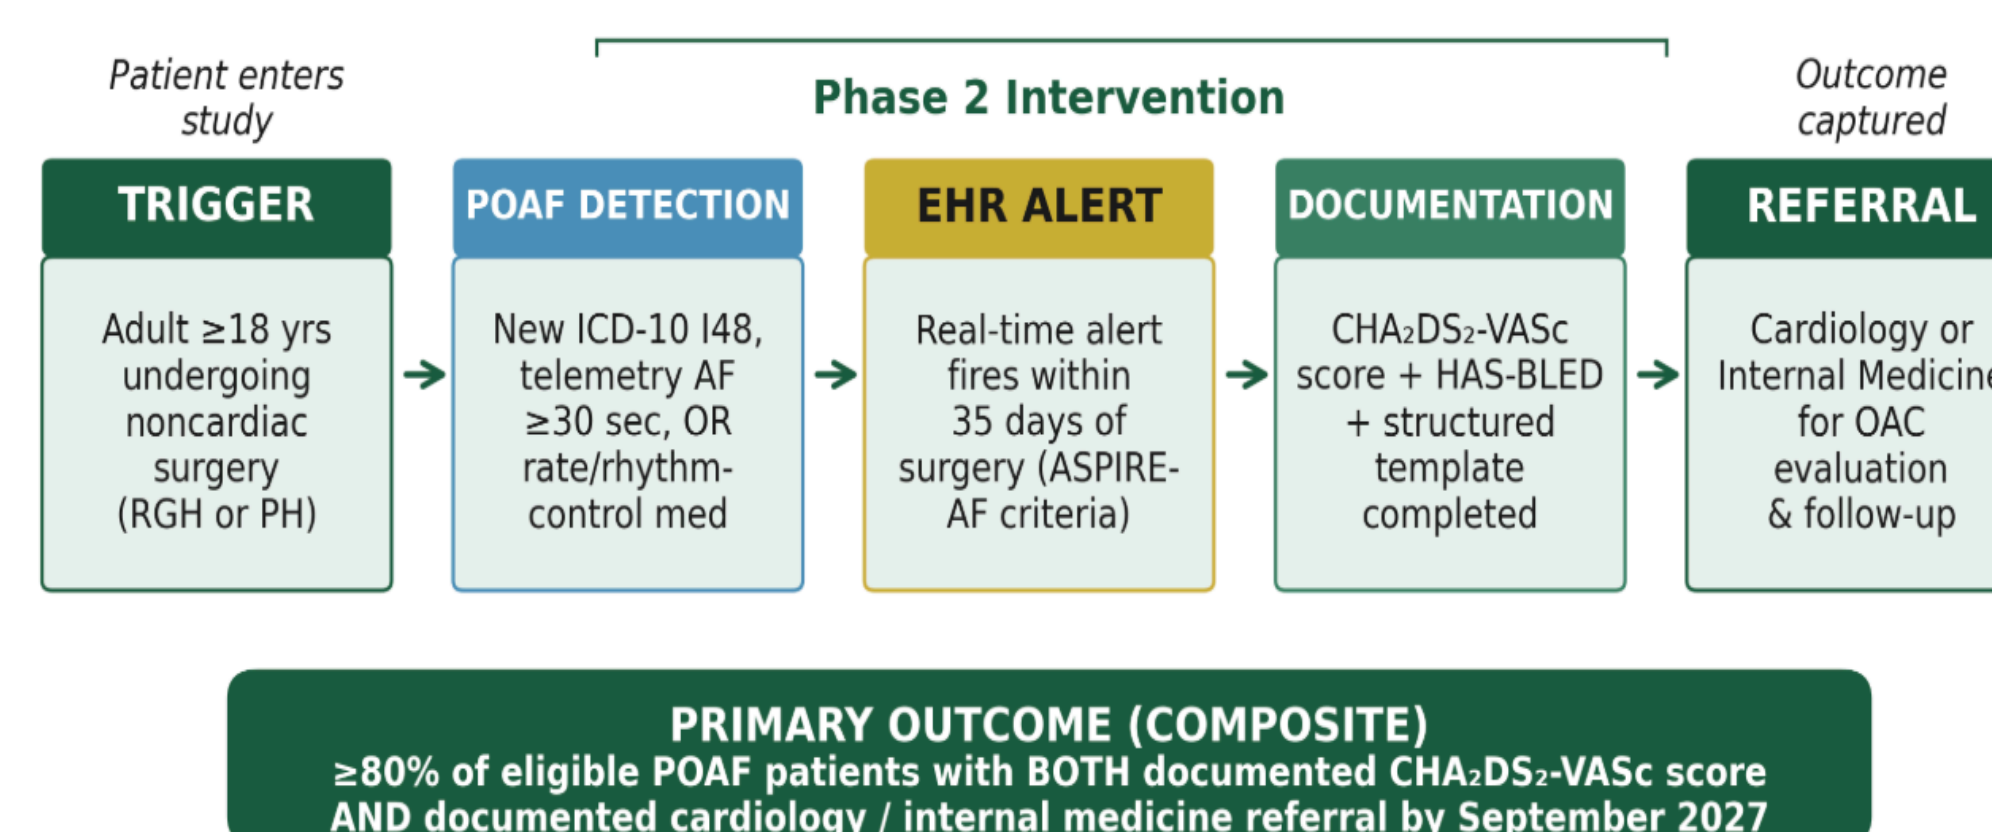 Patient enters
study
Phase 2 Intervention
Outcome
captured
TRIGGER
Adult ≥18 yrs
undergoing
noncardiac
surgery
(RGH or PH)
POAF DETECTION
New ICD-10 I48,
telemetry AF
≥30 sec, OR
rate/rhythm-
control med
EHR ALERT
Real-time alert
fires within
35 days of
surgery (ASPIRE-
AF criteria)
DOCUMENTATION
CHA₂DS₂-VASc
score + HAS-BLED
+ structured
template
completed
REFERRAL
Cardiology or
Internal Medicine
for OAC
evaluation
& follow-up
PRIMARY OUTCOME (COMPOSITE)
≥80% of eligible POAF patients with BOTH documented CHA₂DS₂-VASc score
AND documented cardiology / internal medicine referral by September 2027